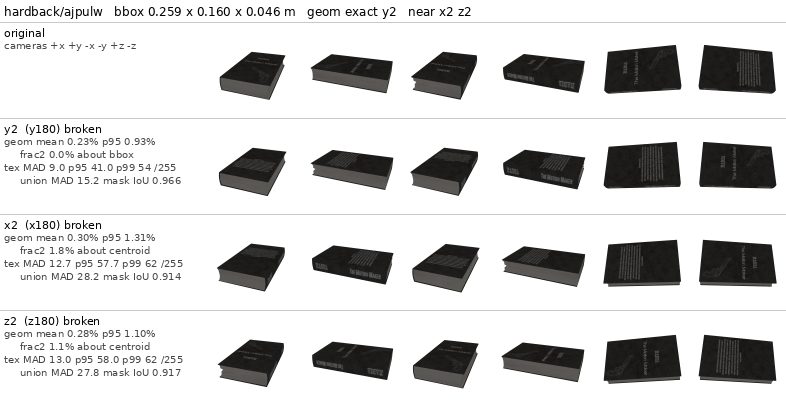 hardback/ajpulw bbox 0.259 x 0.160 x 0.046 m geom exact y2 near x2 z2
original
cameras +x +y -x -y +z -z
y2 (y180) broken
geom mean 0.23% p95 0.93%
frac2 0.0% about bbox
tex MAD 9.0 p95 41.0 p99 54 /255
union MAD 15.2 mask IoU 0.966
x2 (x180) broken
geom mean 0.30% p95 1.31%
frac2 1.8% about centroid
tex MAD 12.7 p95 57.7 p99 62 /255
union MAD 28.2 mask IoU 0.914
z2 (z180) broken
geom mean 0.28% p95 1.10%
frac2 1.1% about centroid
tex MAD 13.0 p95 58.0 p99 62 /255
union MAD 27.8 mask IoU 0.917